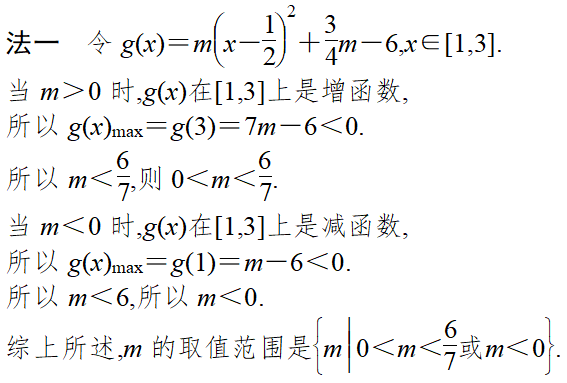 法一 令 g(x)=m(x-1/2)²+3/4m-6,x∈[1,3].
当 m>0 时,g(x)在[1,3]上是增函数,
所以 g(x)max=g(3)=7m-6<0.
所以 m<6/7,则 0<m<6/7.
当 m<0 时,g(x)在[1,3]上是减函数,
所以 g(x)max=g(1)=m-6<0.
所以 m<6,所以 m<0.
综上所述,m 的取值范围是{m|0<m<6/7或m<0}.